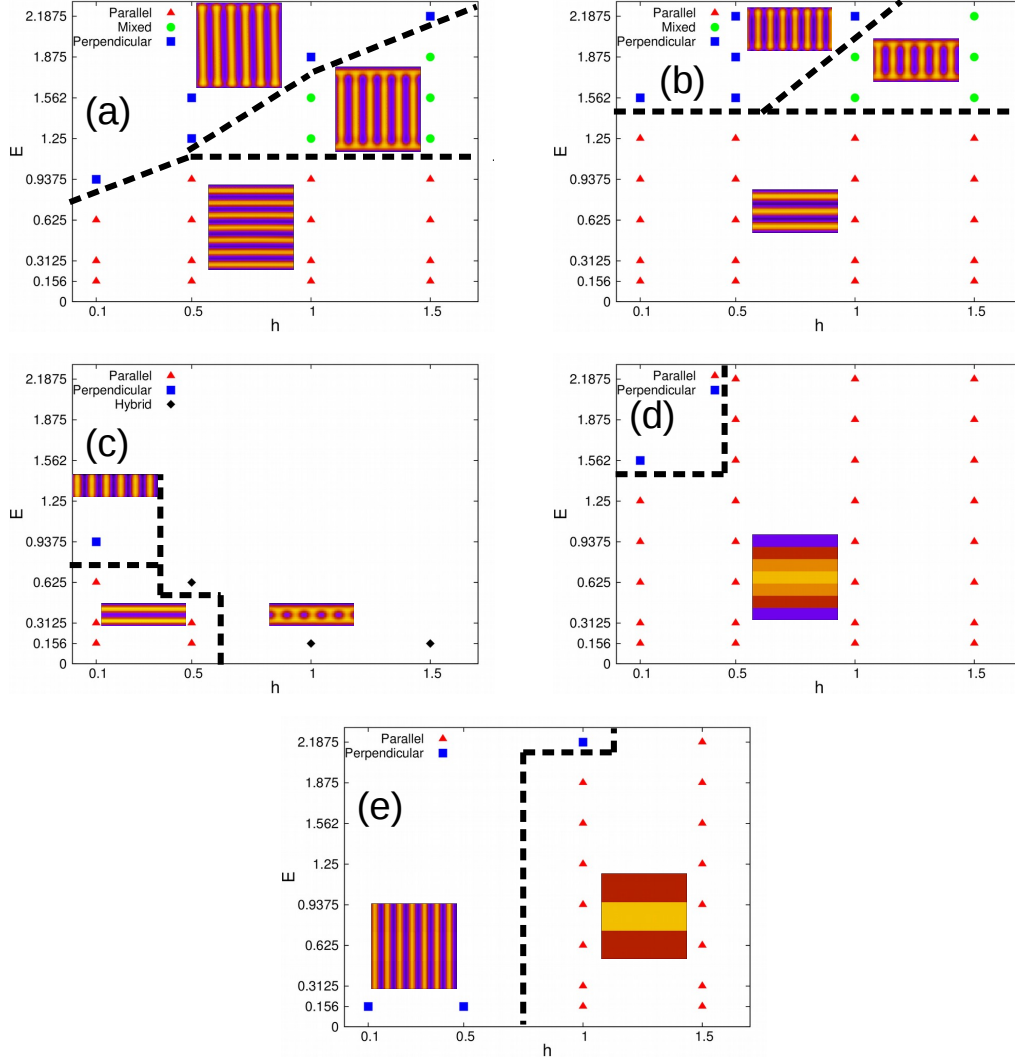 Parallel
Mixed
Perpendicular
(a)
E
2.1875
1.875
1.562
1.25
0.9375
0.625
0.3125
0.156
0
0.1 0.5 1 1.5
h
Parallel
Mixed
Perpendicular
(b)
E
2.1875
1.875
1.562
1.25
0.9375
0.625
0.3125
0.156
0
0.1 0.5 1 1.5
h
Parallel
Perpendicular
Hybrid
(c)
E
2.1875
1.875
1.562
1.25
0.9375
0.625
0.3125
0.156
0
0.1 0.5 1 1.5
h
Parallel
Perpendicular
(d)
E
2.1875
1.875
1.562
1.25
0.9375
0.625
0.3125
0.156
0
0.1 0.5 1 1.5
h
Parallel
Perpendicular
(e)
E
2.1875
1.875
1.562
1.25
0.9375
0.625
0.3125
0.156
0
0.1 0.5 1 1.5
h